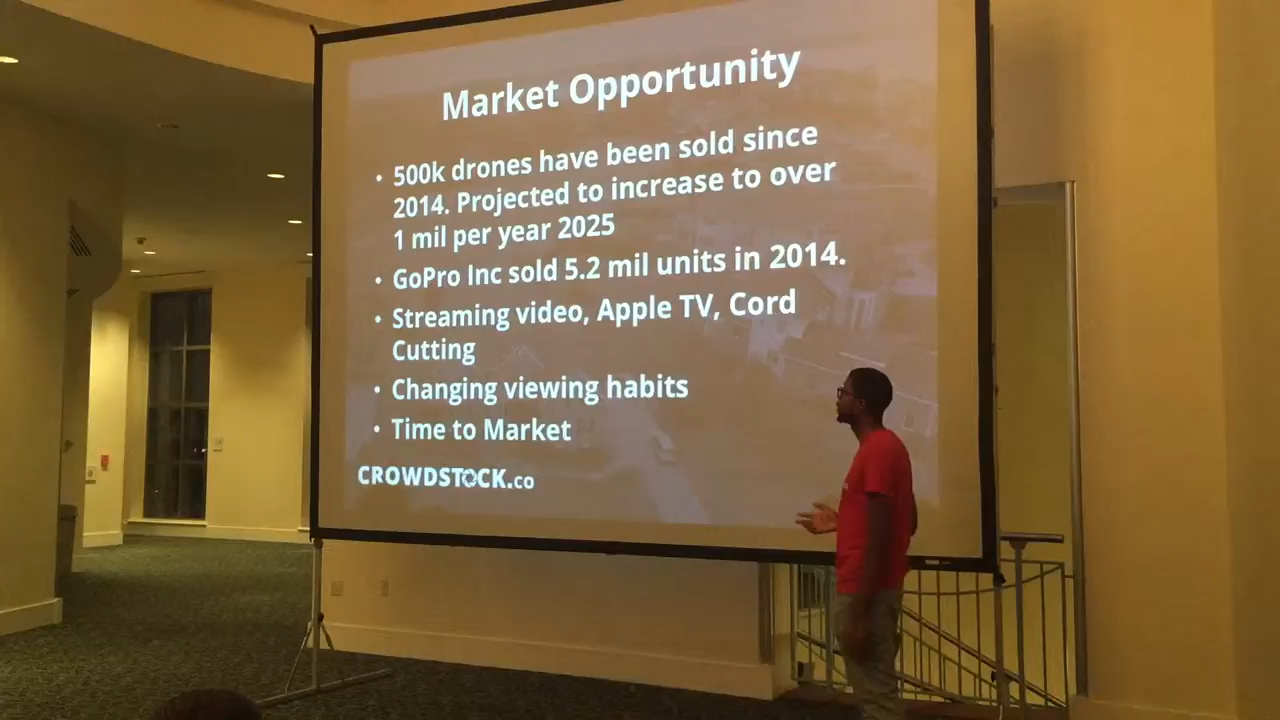 Market Opportunity
• 500k drones have been sold since
2014. Projected to increase to over
1 mil per year 2025
• GoPro Inc sold 5.2 mil units in 2014.
• Streaming video, Apple TV, Cord
Cutting
• Changing viewing habits
• Time to Market
CROWDSTOCK.co